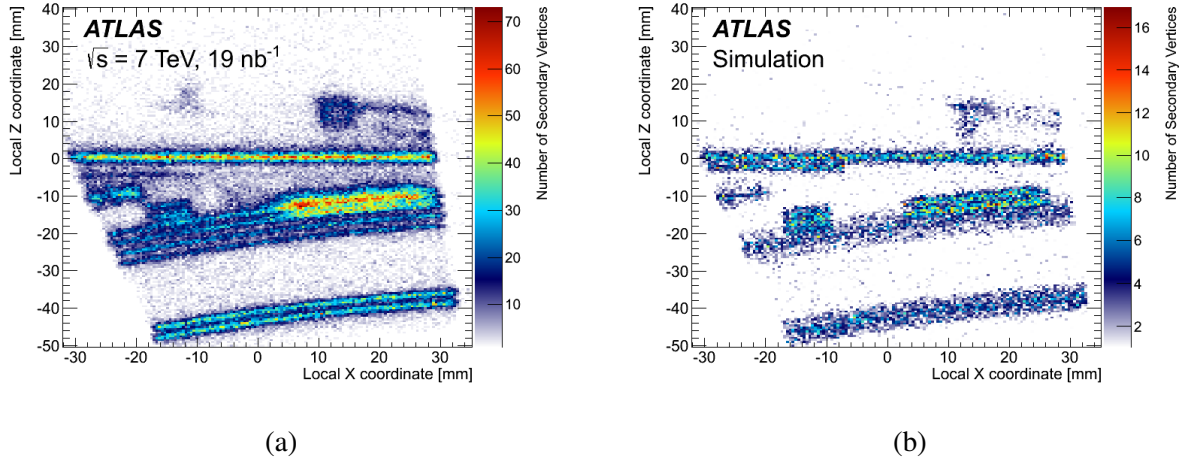 Local Z coordinate [mm]
40
30
20
10
0
-10
-20
-30
-40
-50
ATLAS
√s = 7 TeV, 19 nb⁻¹
-30 -20 -10 0 10 20 30
Local X coordinate [mm]
70
60
50
40
30
20
10
Number of Secondary Vertices
(a)
Local Z coordinate [mm]
40
30
20
10
0
-10
-20
-30
-40
-50
ATLAS
Simulation
-30 -20 -10 0 10 20 30
Local X coordinate [mm]
16
14
12
10
8
6
4
2
Number of Secondary Vertices
(b)